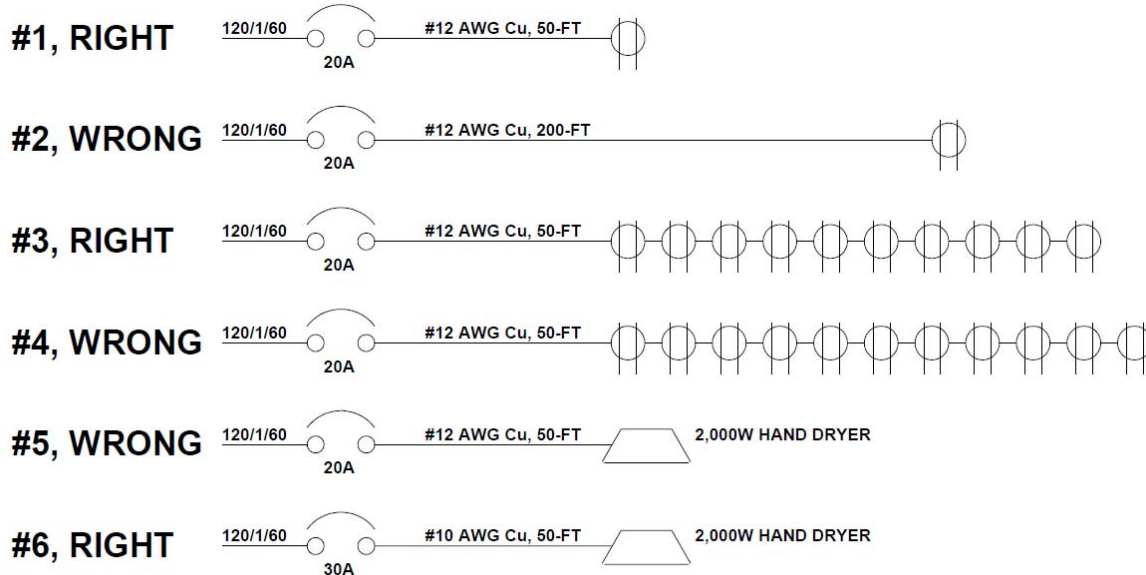 #1, RIGHT 120/1/60 20A #12 AWG Cu, 50-FT
#2, WRONG 120/1/60 20A #12 AWG Cu, 200-FT
#3, RIGHT 120/1/60 20A #12 AWG Cu, 50-FT
#4, WRONG 120/1/60 20A #12 AWG Cu, 50-FT
#5, WRONG 120/1/60 20A #12 AWG Cu, 50-FT 2,000W HAND DRYER
#6, RIGHT 120/1/60 30A #10 AWG Cu, 50-FT 2,000W HAND DRYER